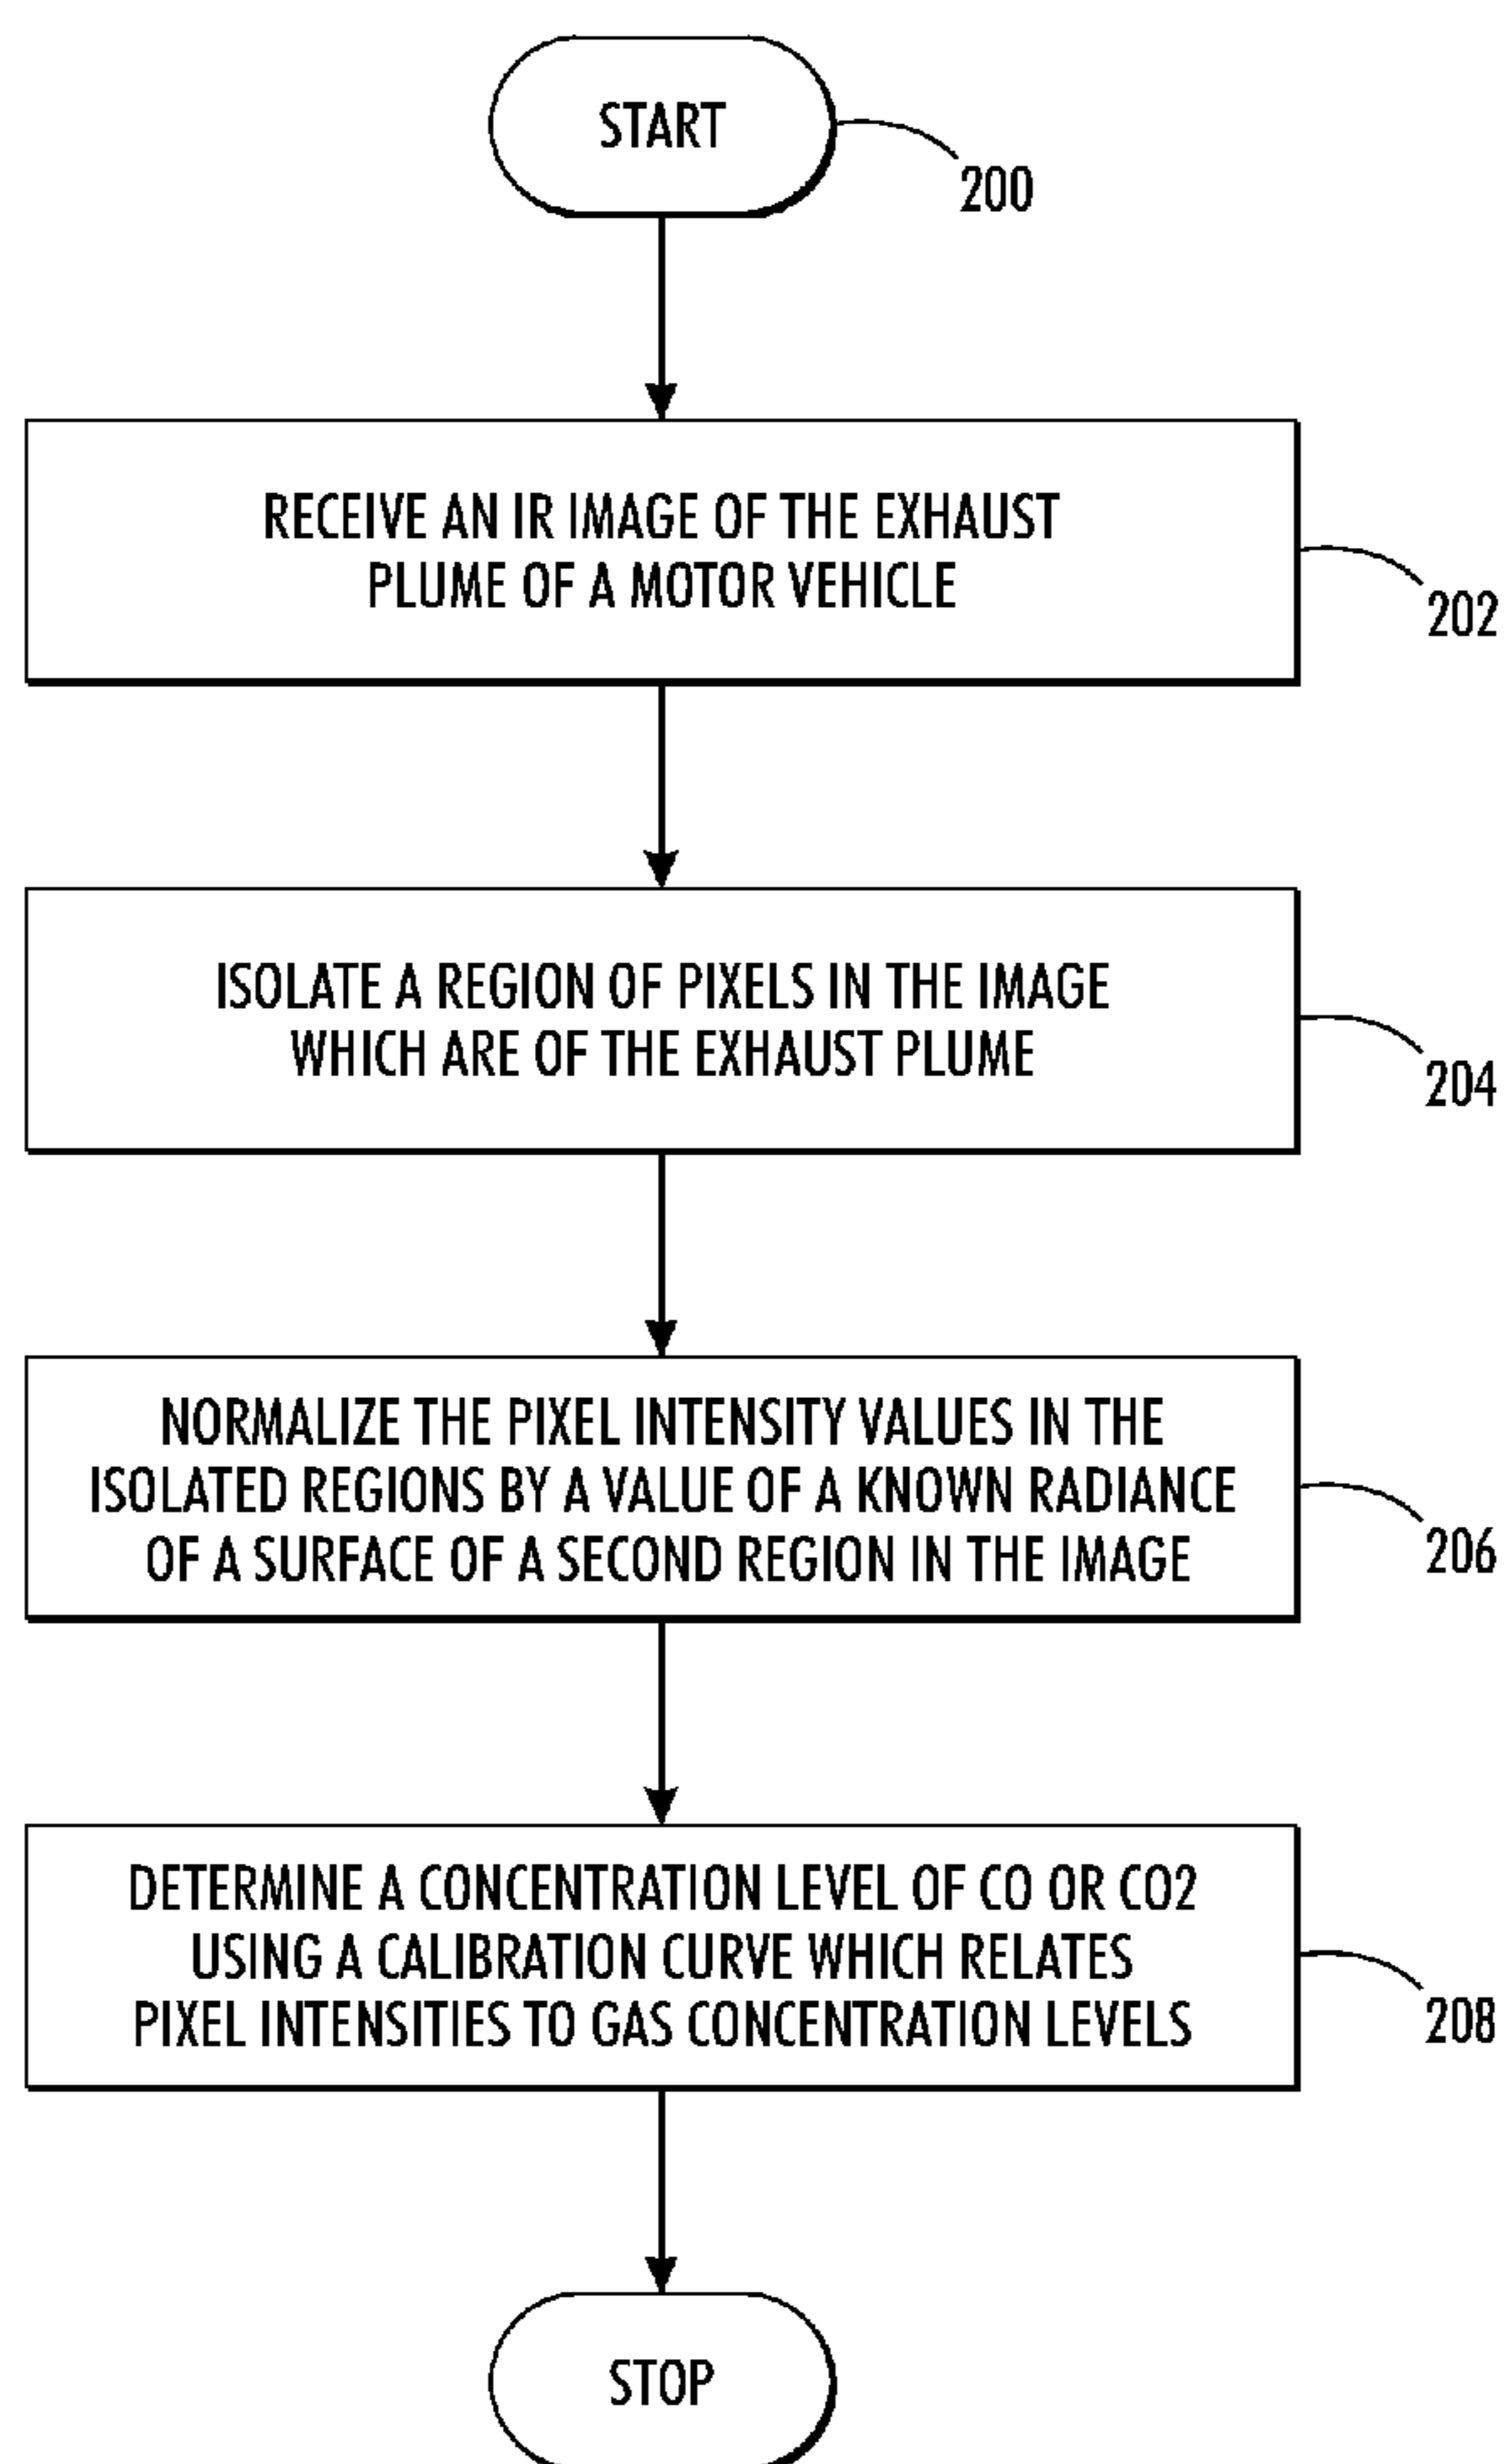 START
200
RECEIVE AN IR IMAGE OF THE EXHAUST
PLUME OF A MOTOR VEHICLE
202
ISOLATE A REGION OF PIXELS IN THE IMAGE
WHICH ARE OF THE EXHAUST PLUME
204
NORMALIZE THE PIXEL INTENSITY VALUES IN THE
ISOLATED REGIONS BY A VALUE OF A KNOWN RADIANCE
OF A SURFACE OF A SECOND REGION IN THE IMAGE
206
DETERMINE A CONCENTRATION LEVEL OF CO OR CO2
USING A CALIBRATION CURVE WHICH RELATES
PIXEL INTENSITIES TO GAS CONCENTRATION LEVELS
208
STOP